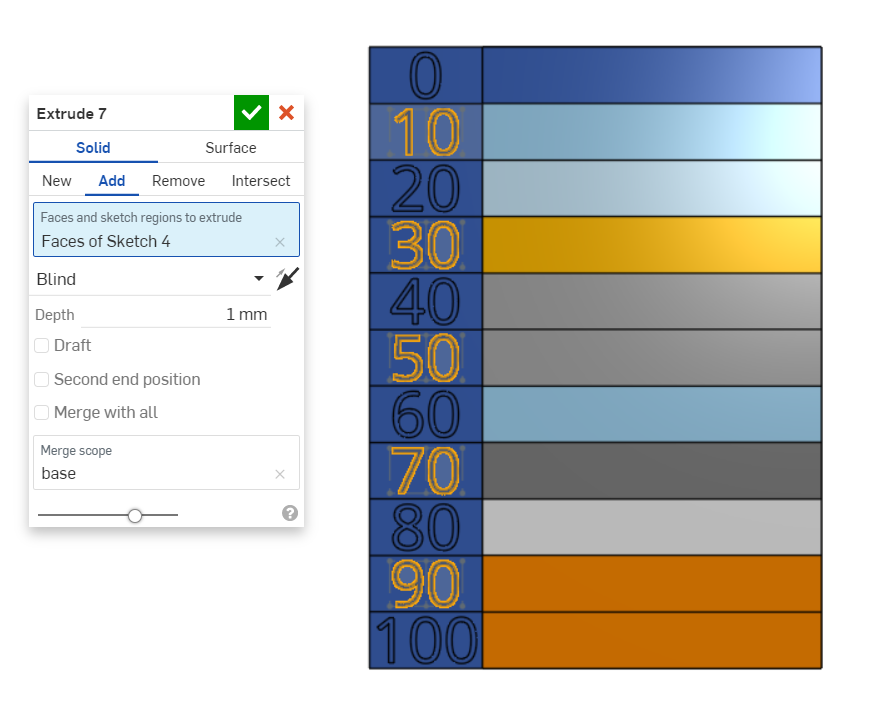 Extrude 7
Solid Surface
New Add Remove Intersect
Faces and sketch regions to extrude
Faces of Sketch 4
Blind
Depth 1 mm
Draft
Second end position
Merge with all
Merge scope
base
?
0
10
20
30
40
50
60
70
80
90
100